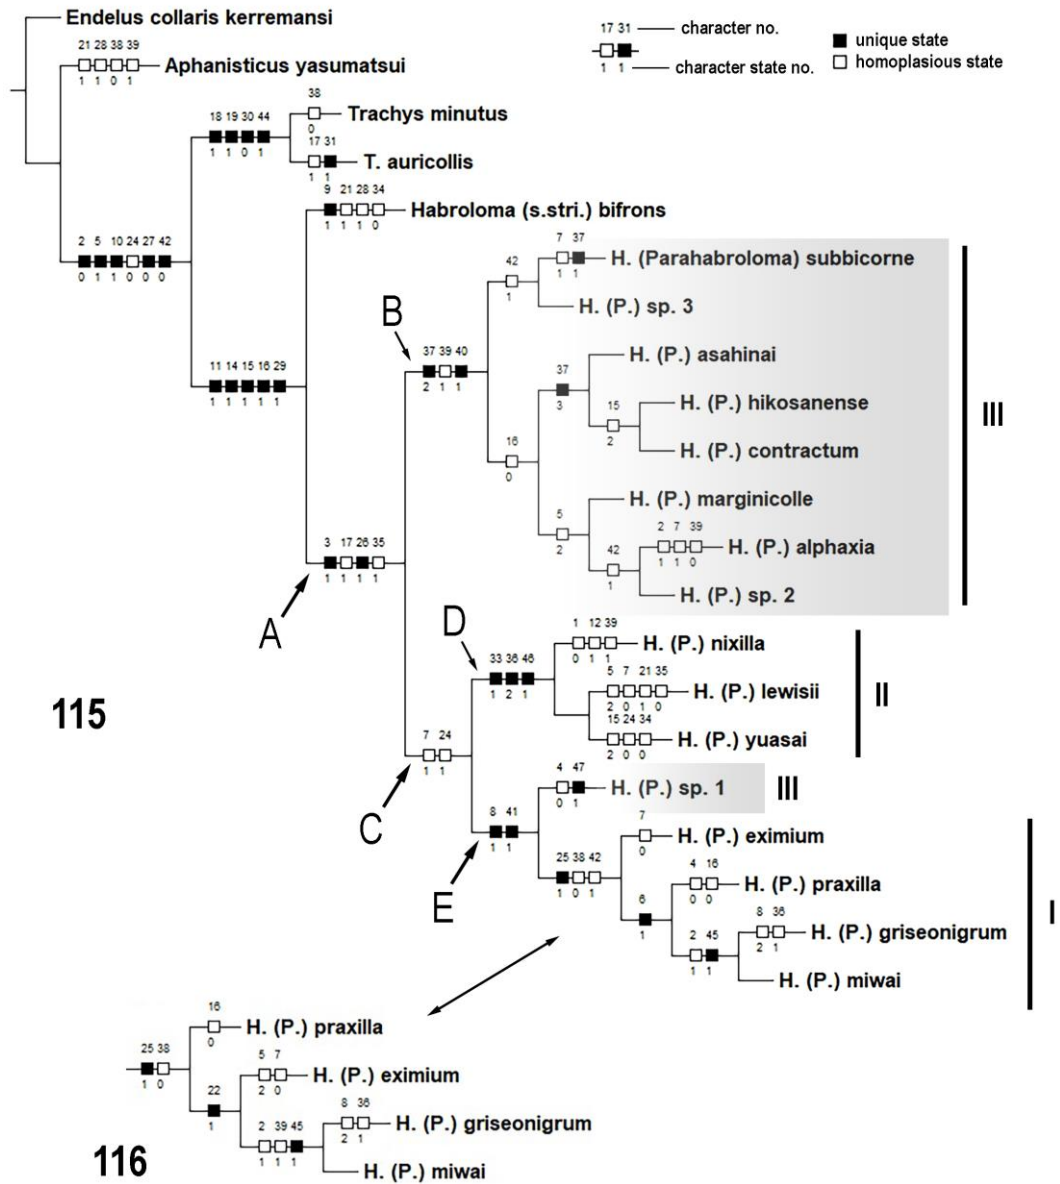 Endelus collaris kerremansi
17 31 character no.
1 1 character state no.
unique state
homoplasious state
21 28 38 39
1 1 0 1
Aphanisticus yasumatsui
38
0
Trachys minutus
18 19 30 44
1 1 0 1
17 31
1 1
T. auricollis
9 21 28 34
1 1 1 0
Habroloma (s.stri.) bifrons
2 5 10 24 27 42
0 1 1 0 0 0
7 37
1 1
H. (Parahabroloma) subbicorne
42
1
H. (P.) sp. 3
B
37 39 40
2 1 1
11 14 15 16 29
1 1 1 1 1
H. (P.) asahinai
37
3
15
2
H. (P.) hikosanense
III
16
0
H. (P.) contractum
H. (P.) marginicolle
5
2
2 7 39
1 1 0
H. (P.) alphaxia
42
1
H. (P.) sp. 2
3 17 26 35
1 1 1 1
A
D
1 12 39
0 1 1
H. (P.) nixilla
33 36 46
1 2 1
5 7 21 35
2 0 1 0
H. (P.) lewisii
II
15 24 34
2 0 0
H. (P.) yuasai
115
7 24
1 1
C
4 47
0 1
H. (P.) sp. 1
III
8 41
1 1
E
7
0
H. (P.) eximium
25 38 42
1 0 1
4 16
0 0
H. (P.) praxilla
6
1
8 36
2 1
H. (P.) griseonigrum
I
2 45
1 1
H. (P.) miwai
16
0
H. (P.) praxilla
25 38
1 0
5 7
2 0
H. (P.) eximium
22
1
8 36
2 1
H. (P.) griseonigrum
2 39 45
1 1 1
H. (P.) miwai
116